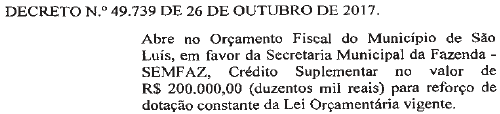 DECRETO N.º 49.739 DE 26 DE OUTUBRO DE 2017.
Abre no Orçamento Fiscal do Município de São
Luís, em favor da Secretaria Municipal da Fazenda -
SEMFAZ, Crédito Suplementar no valor de
R$ 200.000,00 (duzentos mil reais) para reforço de
dotação constante da Lei Orçamentária vigente.